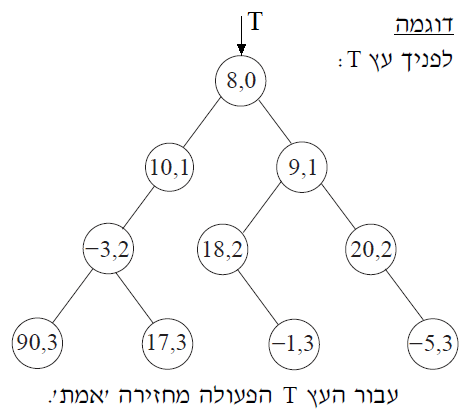 דוגמה
לפניך עץ T:
T
8,0
10,1 9,1
−3,2 18,2 20,2
90,3 17,3 −1,3 −5,3
עבור העץ T הפעולה מחזירה 'אמת'.